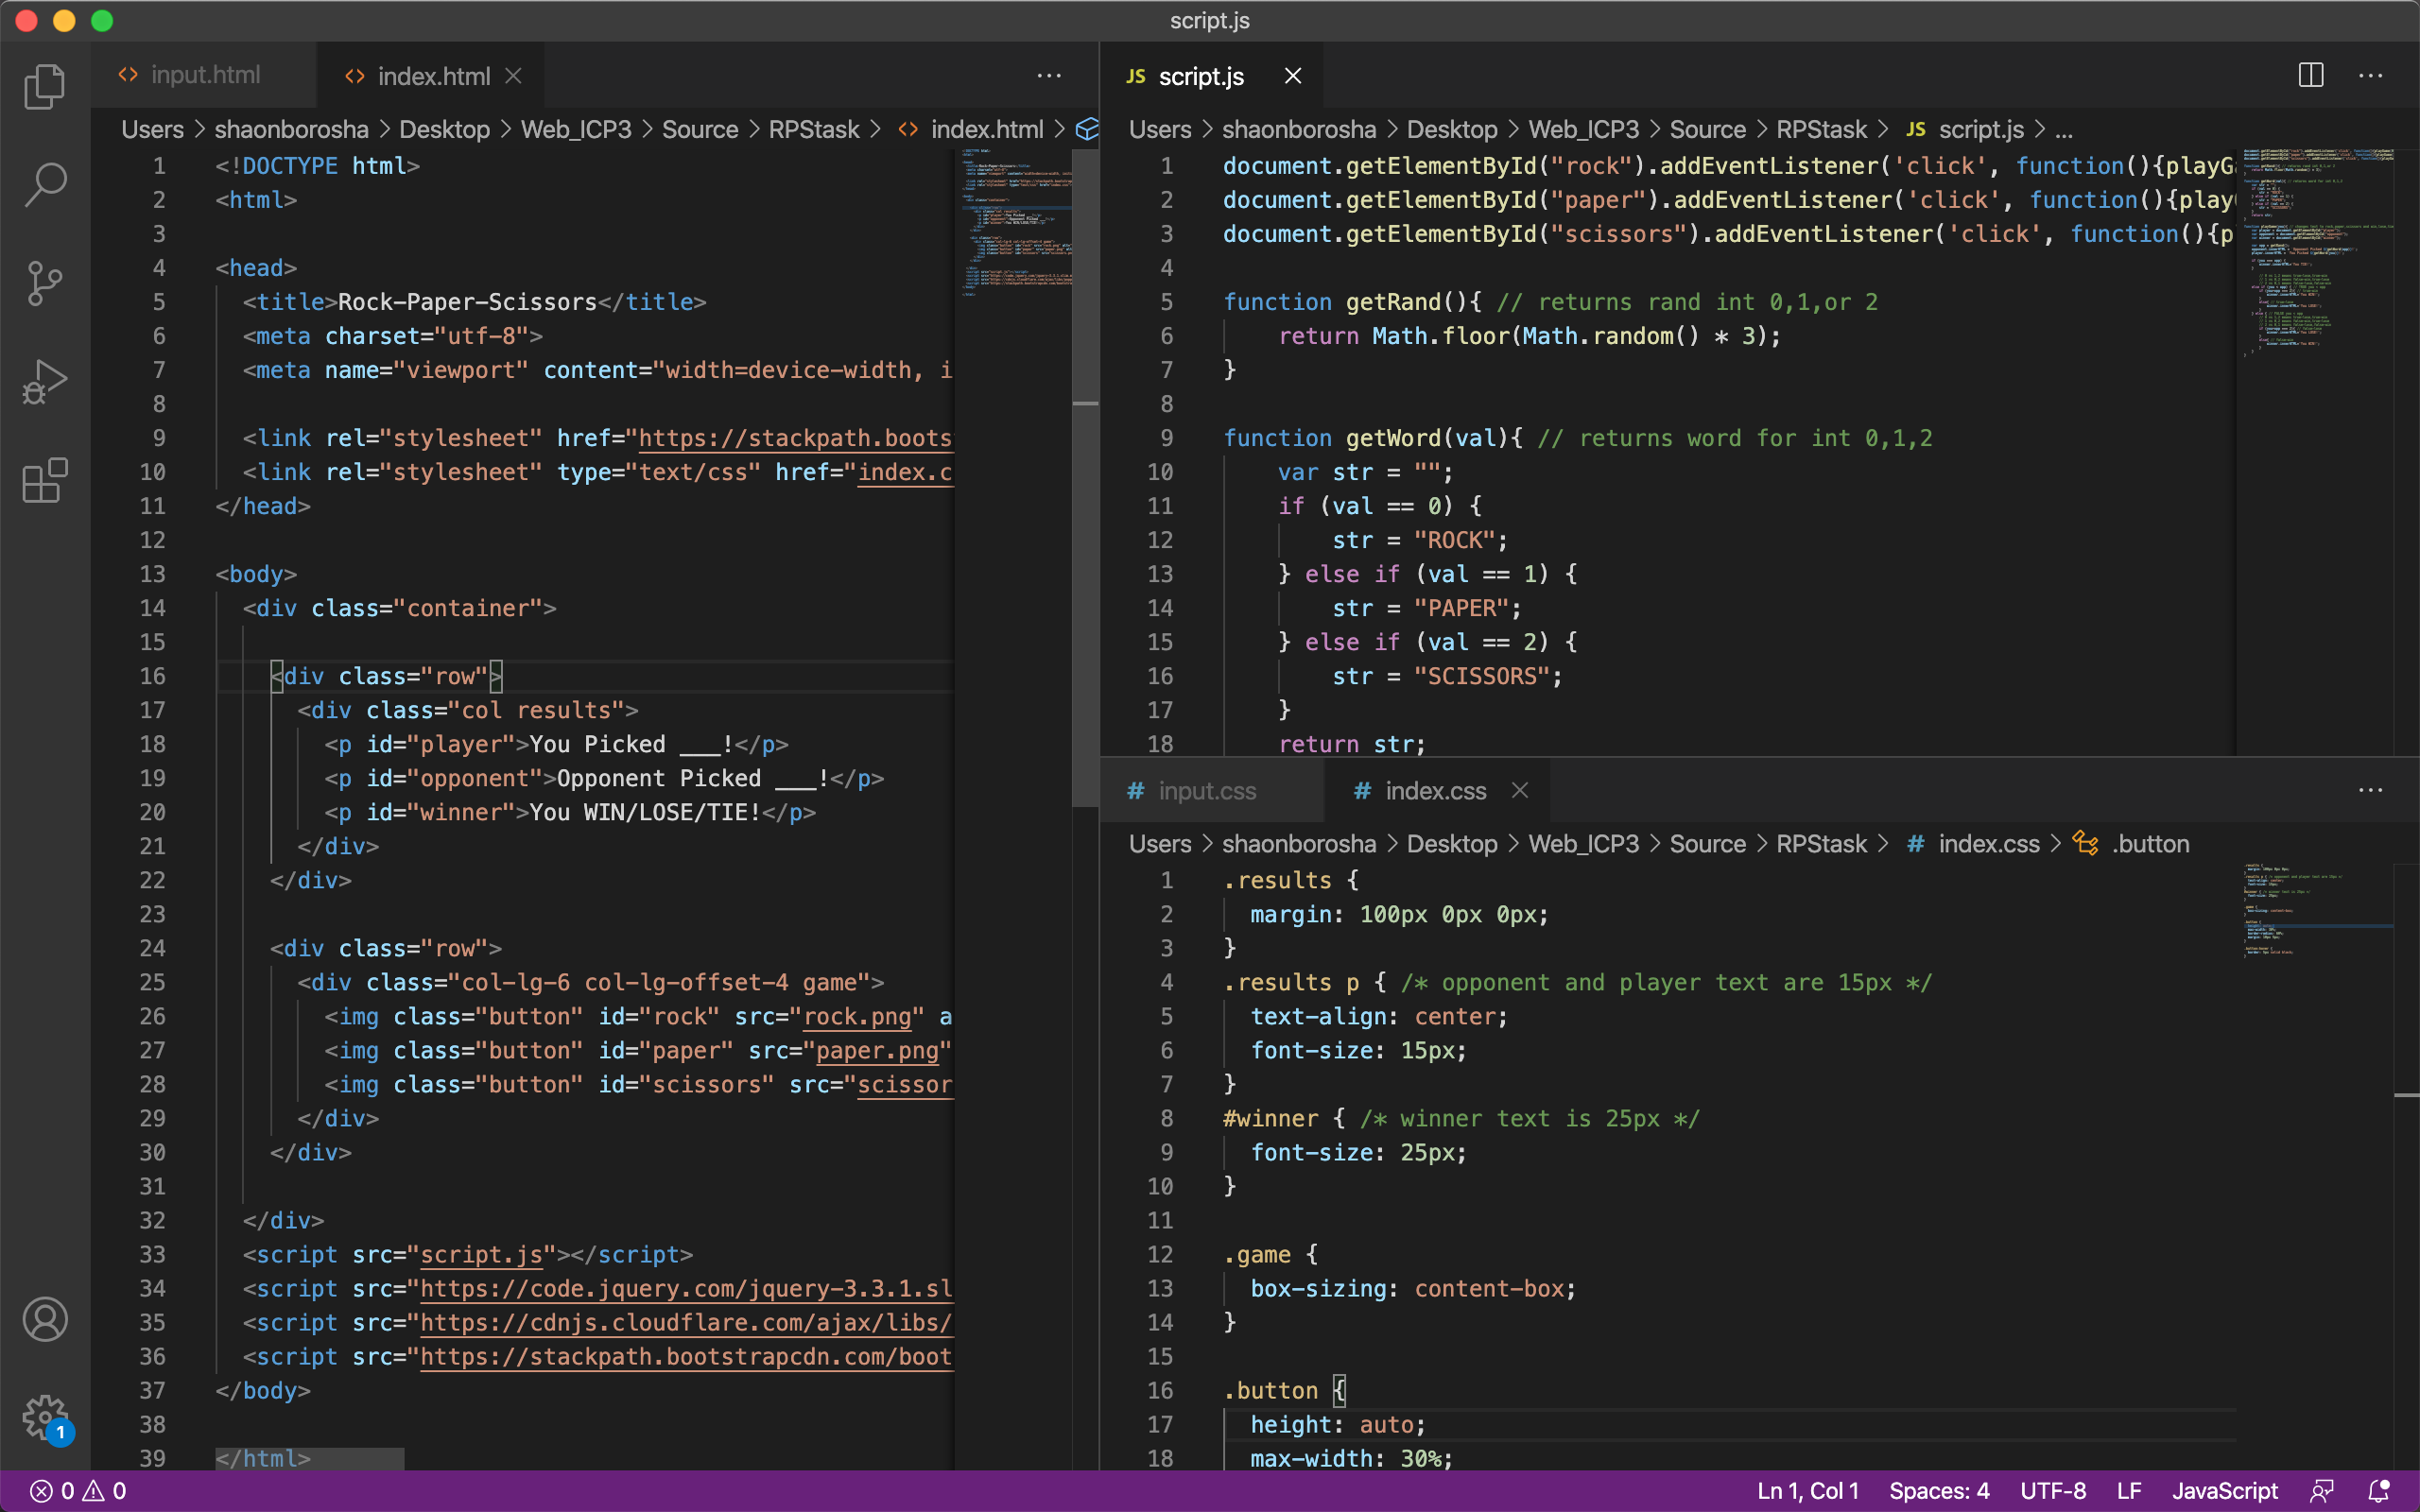 script.js
input.html
index.html
Users > shaonborosha > Desktop > Web_ICP3 > Source > RPStask > index.html >
1 <!DOCTYPE html>
2 <html>
3
4 <head>
5 <title>Rock-Paper-Scissors</title>
6 <meta charset="utf-8">
7 <meta name="viewport" content="width=device-width, i
8
9 <link rel="stylesheet" href="https://stackpath.boots
10 <link rel="stylesheet" type="text/css" href="index.c
11 </head>
12
13 <body>
14 <div class="container">
15
16 <div class="row">
17 <div class="col results">
18 <p id="player">You Picked ___!</p>
19 <p id="opponent">Opponent Picked ___!</p>
20 <p id="winner">You WIN/LOSE/TIE!</p>
21 </div>
22 </div>
23
24 <div class="row">
25 <div class="col-lg-6 col-lg-offset-4 game">
26 <img class="button" id="rock" src="rock.png" a
27 <img class="button" id="paper" src="paper.png"
28 <img class="button" id="scissors" src="scissor
29 </div>
30 </div>
31
32 </div>
33 <script src="script.js"></script>
34 <script src="https://code.jquery.com/jquery-3.3.1.sl
35 <script src="https://cdnjs.cloudflare.com/ajax/libs/
36 <script src="https://stackpath.bootstrapcdn.com/boot
37 </body>
38
39 </html>
JS script.js
Users > shaonborosha > Desktop > Web_ICP3 > Source > RPStask > JS script.js > ...
1 document.getElementById("rock").addEventListener('click', function(){playGa
2 document.getElementById("paper").addEventListener('click', function(){play
3 document.getElementById("scissors").addEventListener('click', function(){p
4
5 function getRand(){ // returns rand int 0,1,or 2
6 return Math.floor(Math.random() * 3);
7 }
8
9 function getWord(val){ // returns word for int 0,1,2
10 var str = "";
11 if (val == 0) {
12 str = "ROCK";
13 } else if (val == 1) {
14 str = "PAPER";
15 } else if (val == 2) {
16 str = "SCISSORS";
17 }
18 return str;
# input.css
# index.css
Users > shaonborosha > Desktop > Web_ICP3 > Source > RPStask > # index.css > .button
1 .results {
2 margin: 100px 0px 0px;
3 }
4 .results p { /* opponent and player text are 15px */
5 text-align: center;
6 font-size: 15px;
7 }
8 #winner { /* winner text is 25px */
9 font-size: 25px;
10 }
11
12 .game {
13 box-sizing: content-box;
14 }
15
16 .button {
17 height: auto;
18 max-width: 30%;
1
0 0
Ln 1, Col 1 Spaces: 4 UTF-8 LF JavaScript